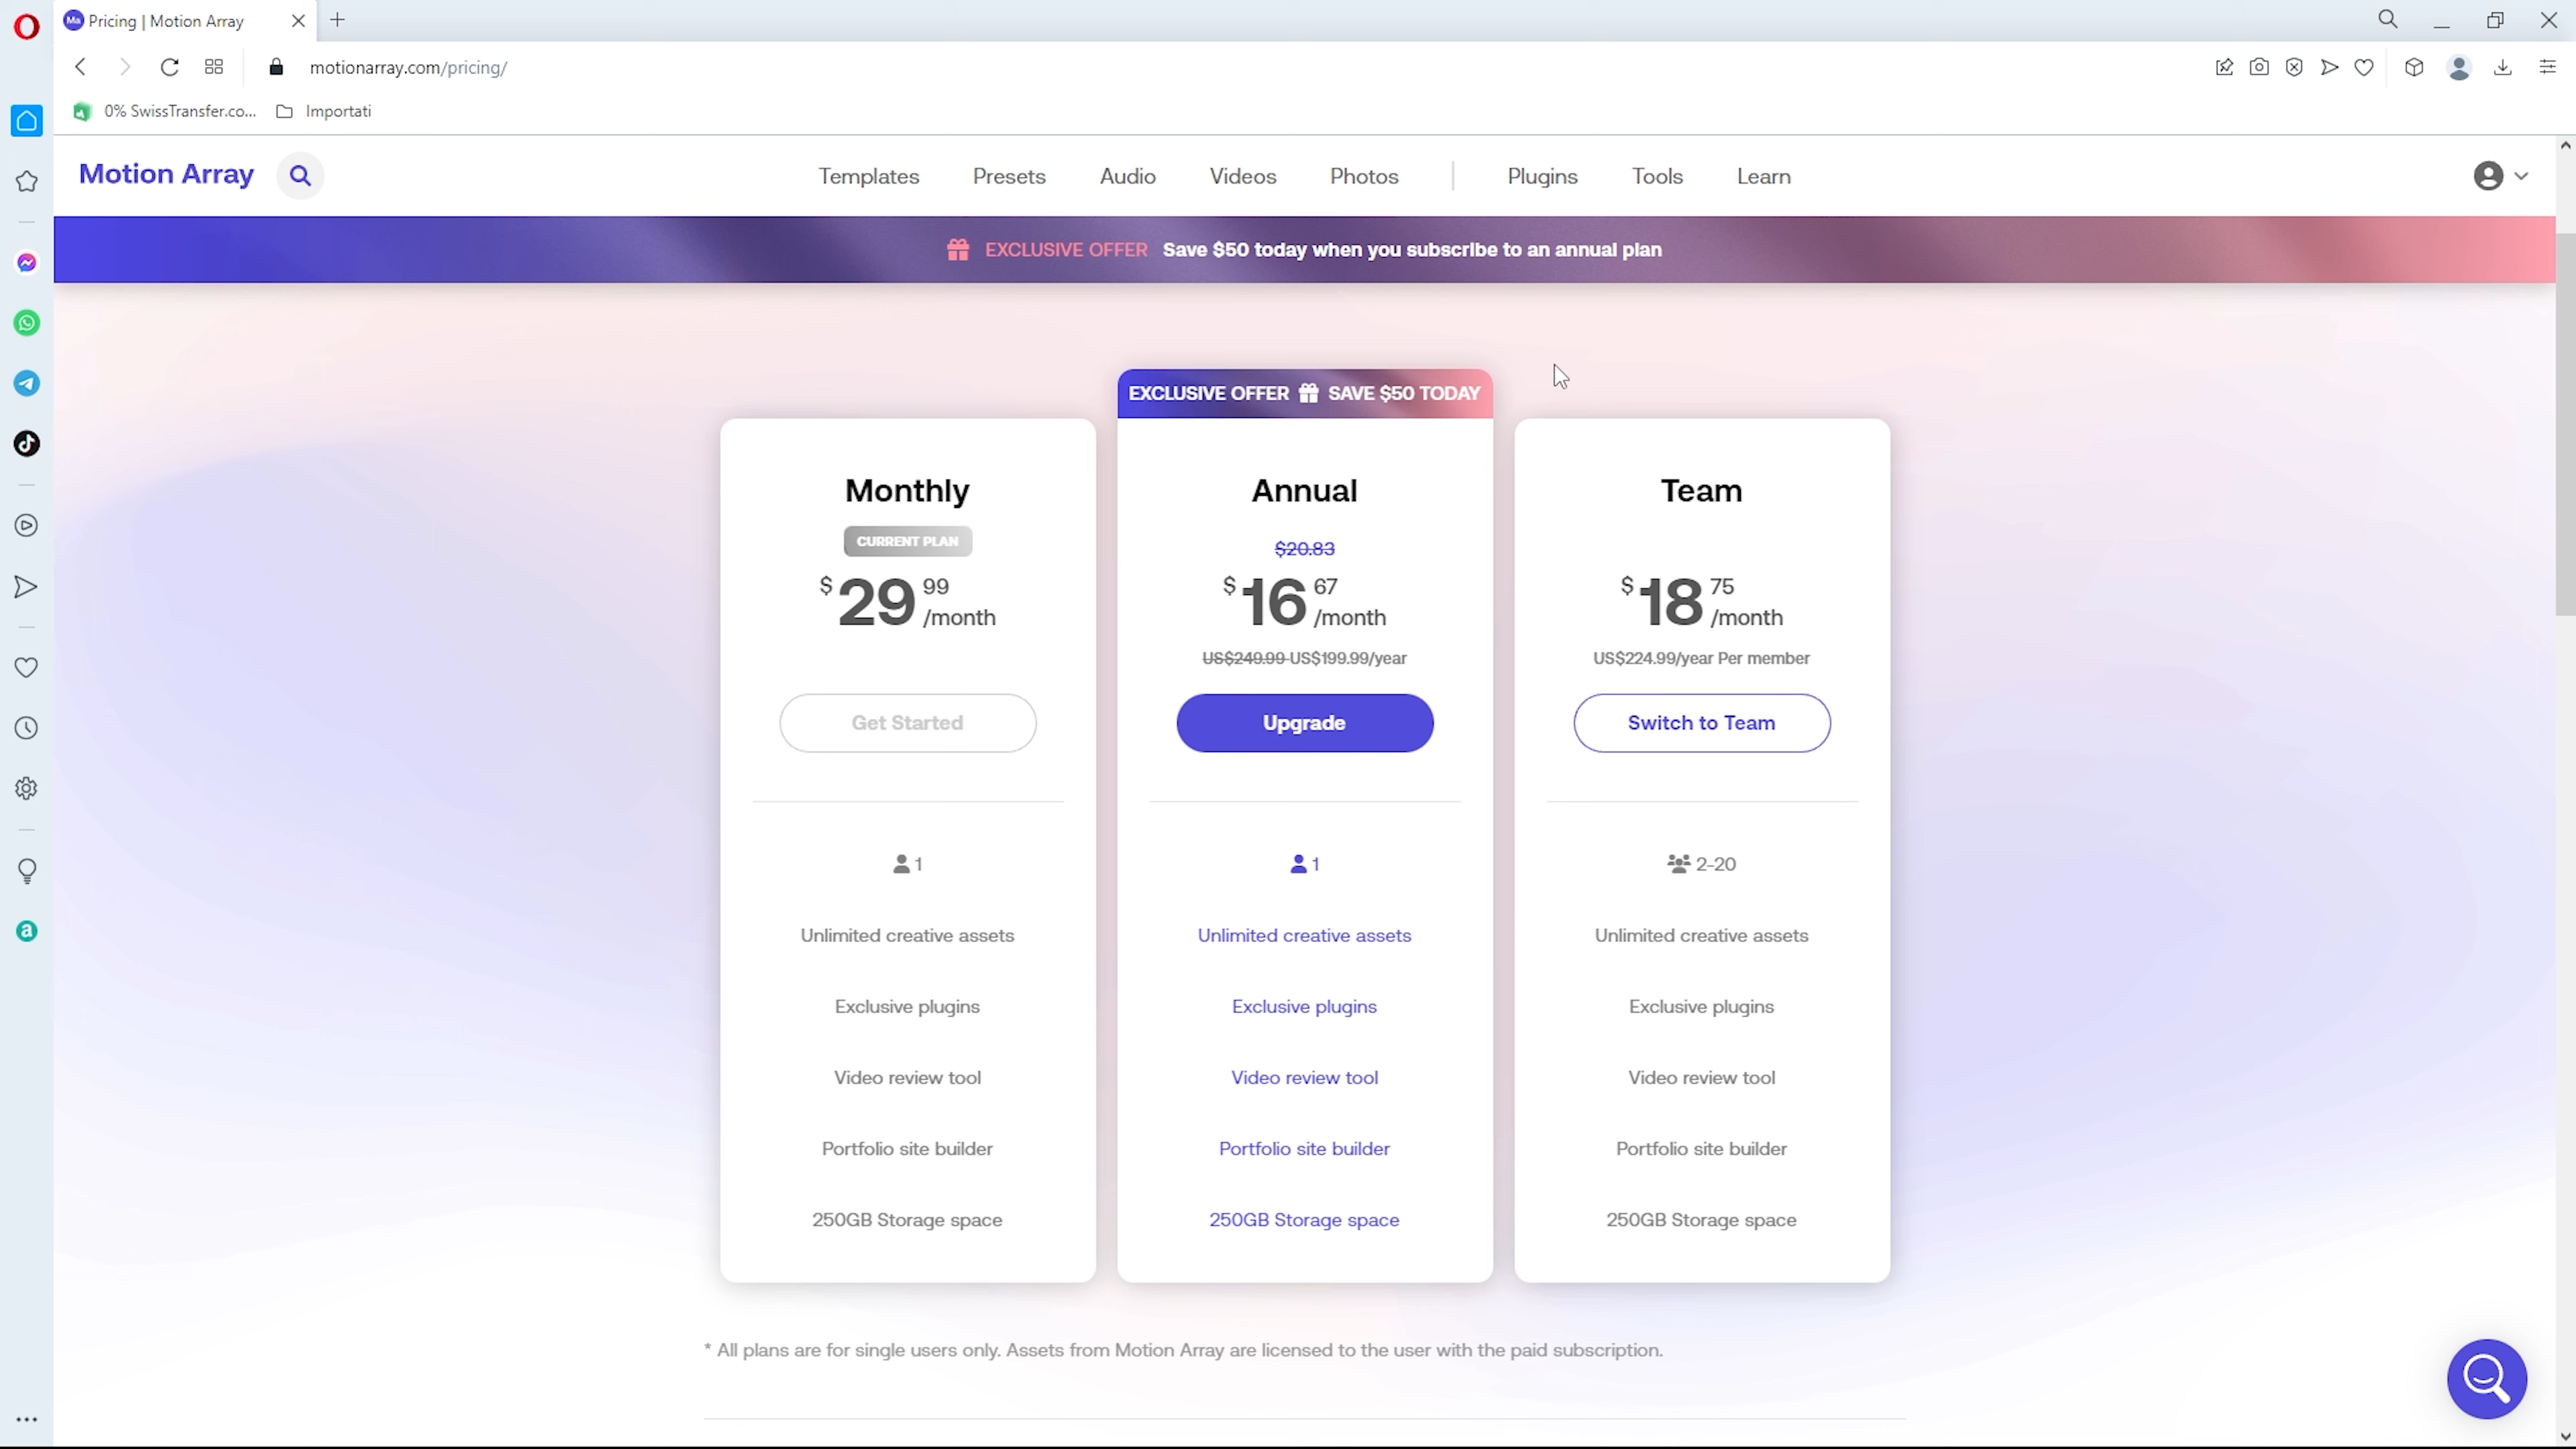 Pricing | Motion Array
motionarray.com/pricing/
0% SwissTransfer.co...
Importati
Motion Array
Templates
Presets
Audio
Videos
Photos
Plugins
Tools
Learn
EXCLUSIVE OFFER Save $50 today when you subscribe to an annual plan
EXCLUSIVE OFFER SAVE $50 TODAY
Monthly
CURRENT PLAN
$29 99 /month
Get Started
1
Unlimited creative assets
Exclusive plugins
Video review tool
Portfolio site builder
250GB Storage space
Annual
$20.83
$16 67 /month
US$249.99 US$199.99/year
Upgrade
1
Unlimited creative assets
Exclusive plugins
Video review tool
Portfolio site builder
250GB Storage space
Team
$18 75 /month
US$224.99/year Per member
Switch to Team
2-20
Unlimited creative assets
Exclusive plugins
Video review tool
Portfolio site builder
250GB Storage space
* All plans are for single users only. Assets from Motion Array are licensed to the user with the paid subscription.